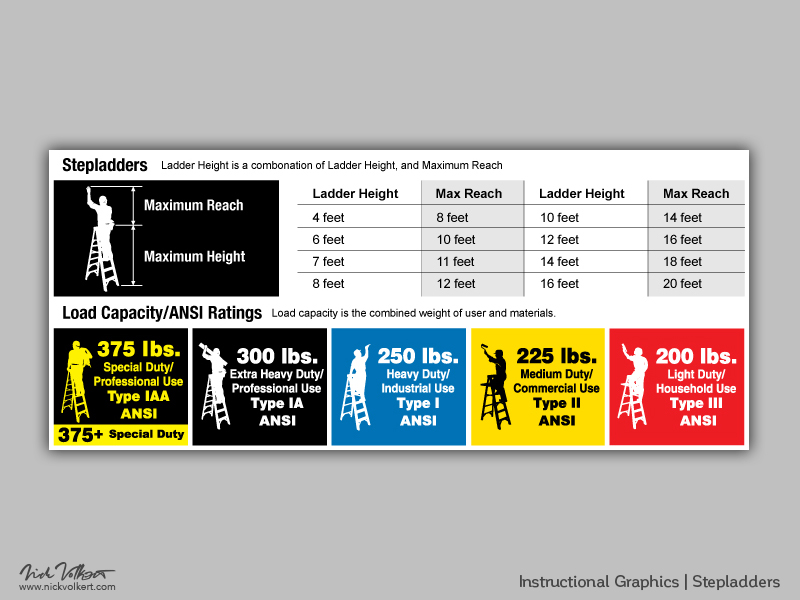 Stepladders Ladder Height is a combonation of Ladder Height, and Maximum Reach
Maximum Reach
Maximum Height
Ladder Height Max Reach Ladder Height Max Reach
4 feet 8 feet 10 feet 14 feet
6 feet 10 feet 12 feet 16 feet
7 feet 11 feet 14 feet 18 feet
8 feet 12 feet 16 feet 20 feet
Load Capacity/ANSI Ratings Load capacity is the combined weight of user and materials.
375 lbs.
Special Duty/
Professional Use
Type IAA
ANSI
375+ Special Duty
300 lbs.
Extra Heavy Duty/
Professional Use
Type IA
ANSI
250 lbs.
Heavy Duty/
Industrial Use
Type I
ANSI
225 lbs.
Medium Duty/
Commercial Use
Type II
ANSI
200 lbs.
Light Duty/
Household Use
Type III
ANSI
Nick Volkert
www.nickvolkert.com
Instructional Graphics | Stepladders